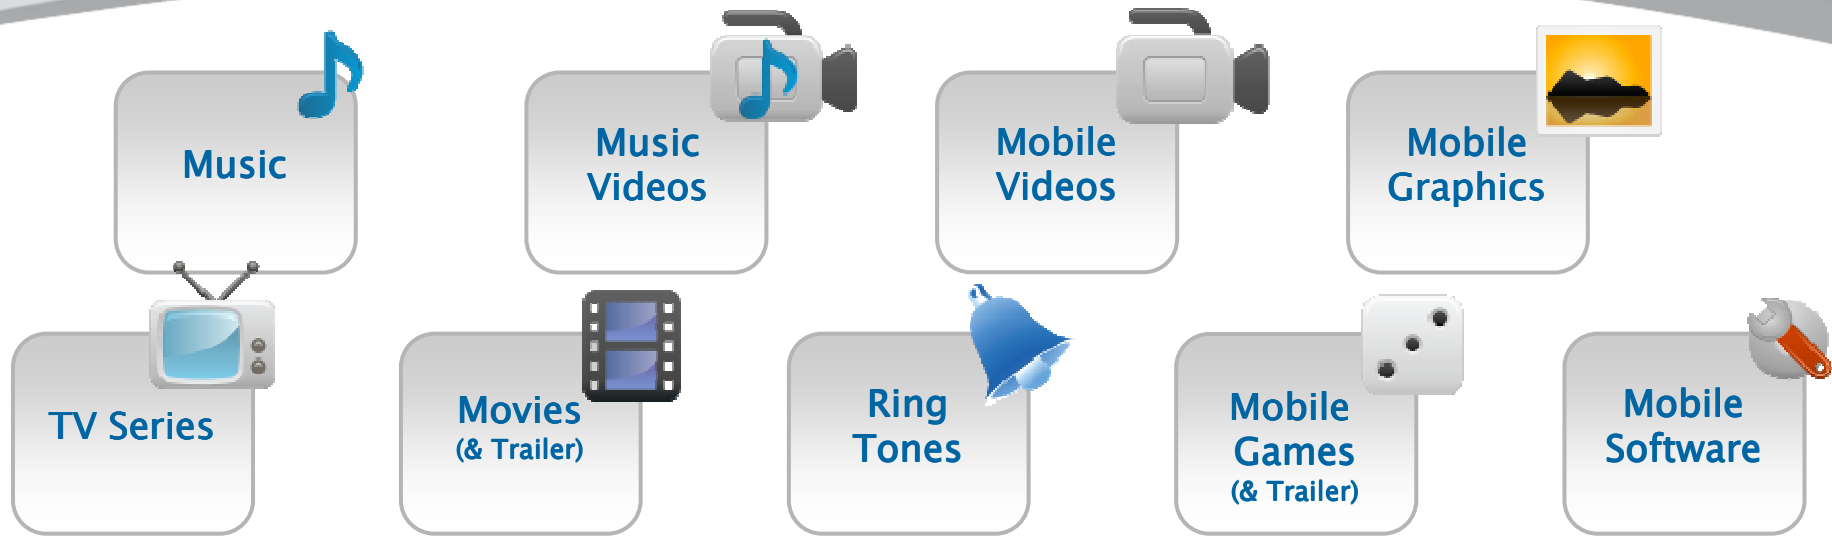 Music
Music
Videos
Mobile
Videos
Mobile
Graphics
TV Series
Movies
(& Trailer)
Ring
Tones
Mobile
Games
(& Trailer)
Mobile
Software